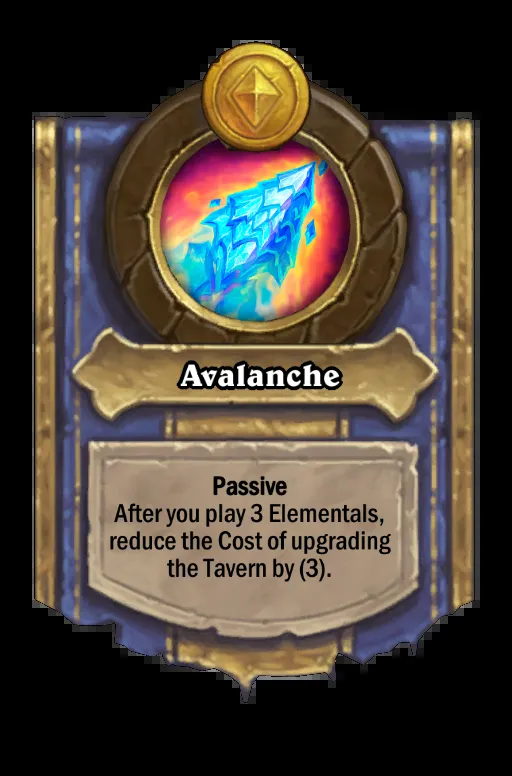 Avalanche
Passive
After you play 3 Elementals,
reduce the Cost of upgrading
the Tavern by (3).